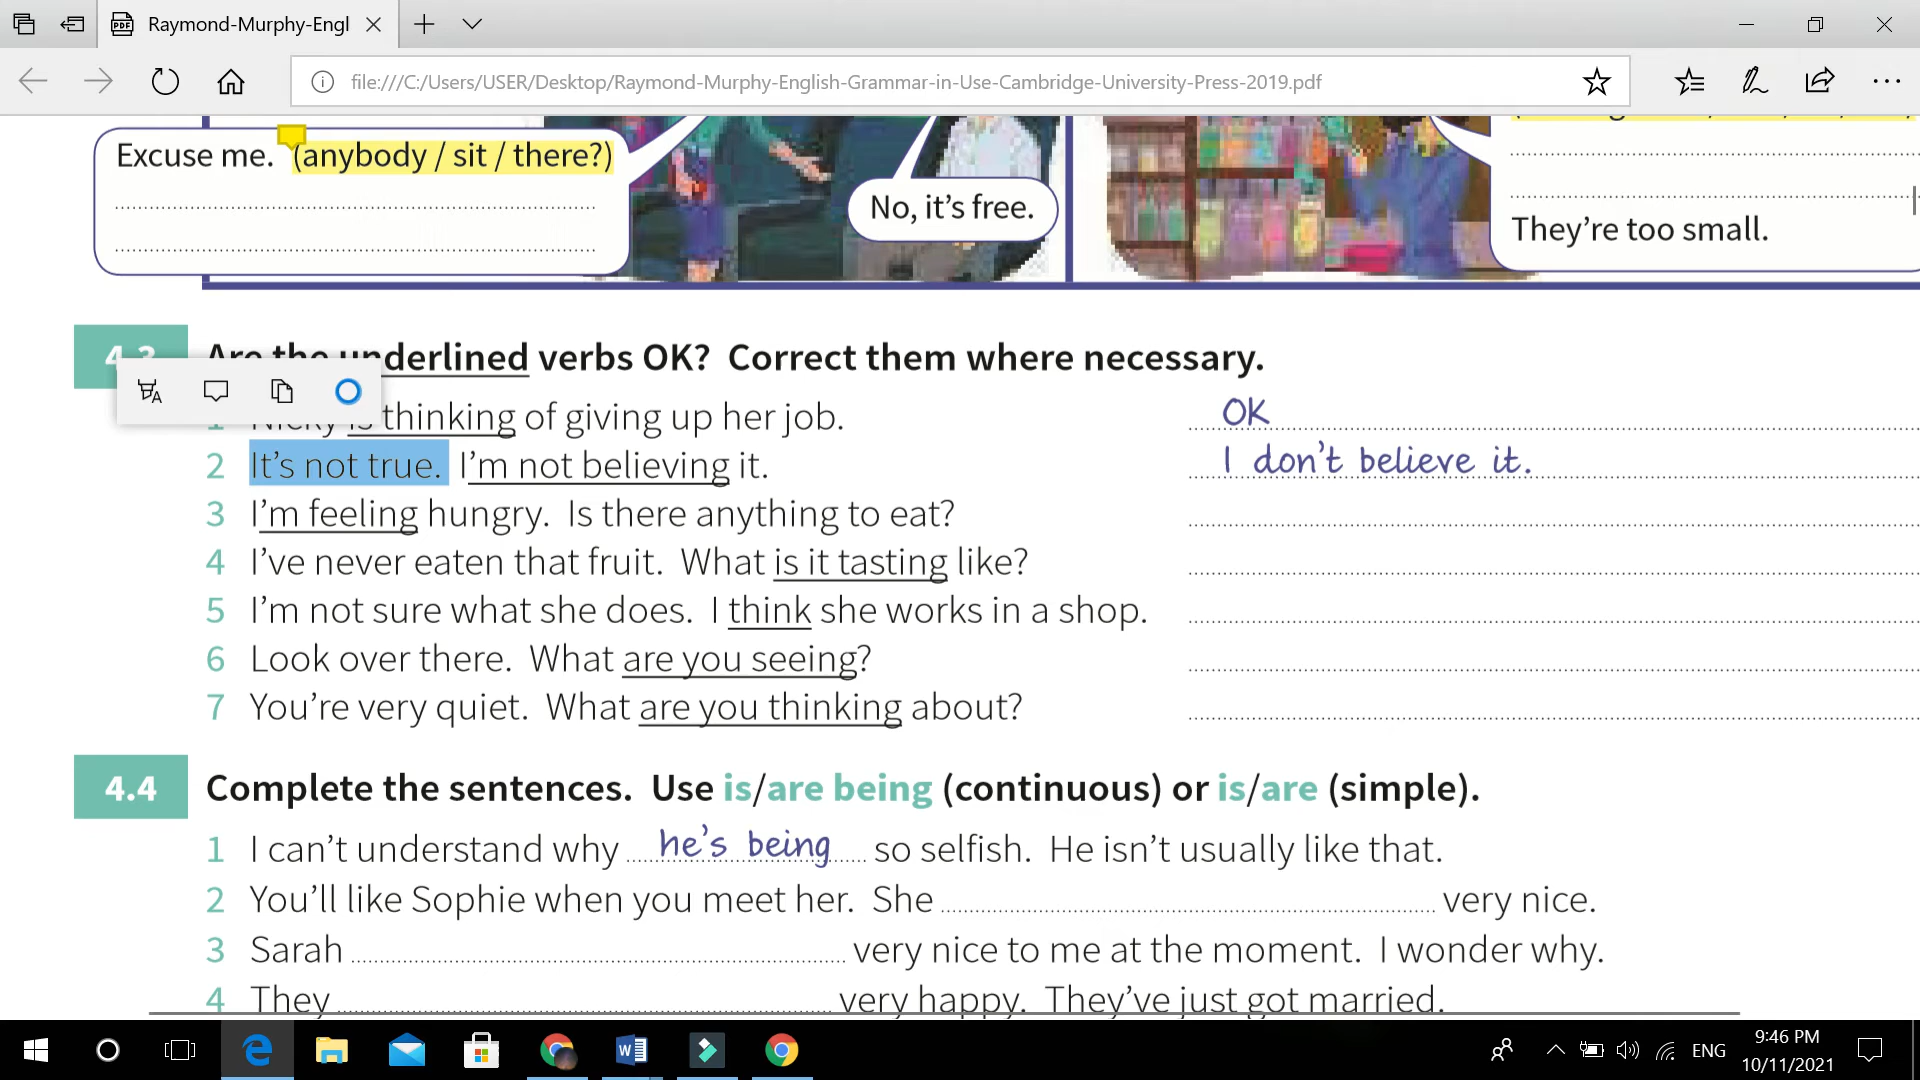 Raymond-Murphy-Engl
file:///C:/Users/USER/Desktop/Raymond-Murphy-English-Grammar-in-Use-Cambridge-University-Press-2019.pdf
Excuse me. (anybody / sit / there?)
No, it's free.
They're too small.
4.3 Are the underlined verbs OK? Correct them where necessary.
1 Nicky is thinking of giving up her job. OK
2 It's not true. I'm not believing it. I don't believe it.
3 I'm feeling hungry. Is there anything to eat?
4 I've never eaten that fruit. What is it tasting like?
5 I'm not sure what she does. I think she works in a shop.
6 Look over there. What are you seeing?
7 You're very quiet. What are you thinking about?
4.4 Complete the sentences. Use is/are being (continuous) or is/are (simple).
1 I can't understand why he's being so selfish. He isn't usually like that.
2 You'll like Sophie when you meet her. She very nice.
3 Sarah very nice to me at the moment. I wonder why.
4 They very happy. They've just got married.
ENG
9:46 PM
10/11/2021